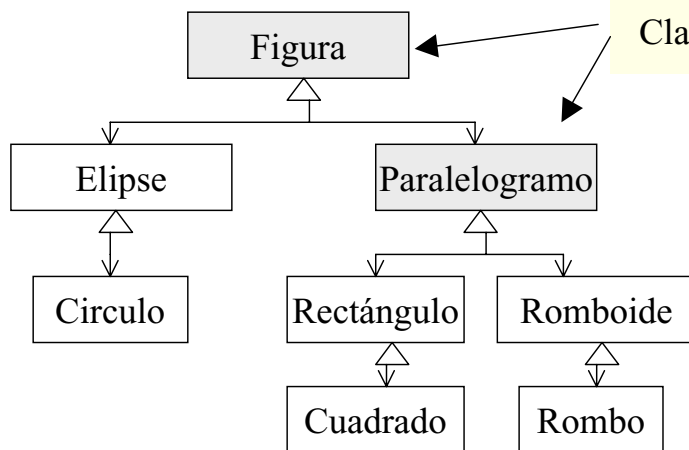 Figura
Cla
Elipse
Paralelogramo
Circulo
Rectángulo
Romboide
Cuadrado
Rombo